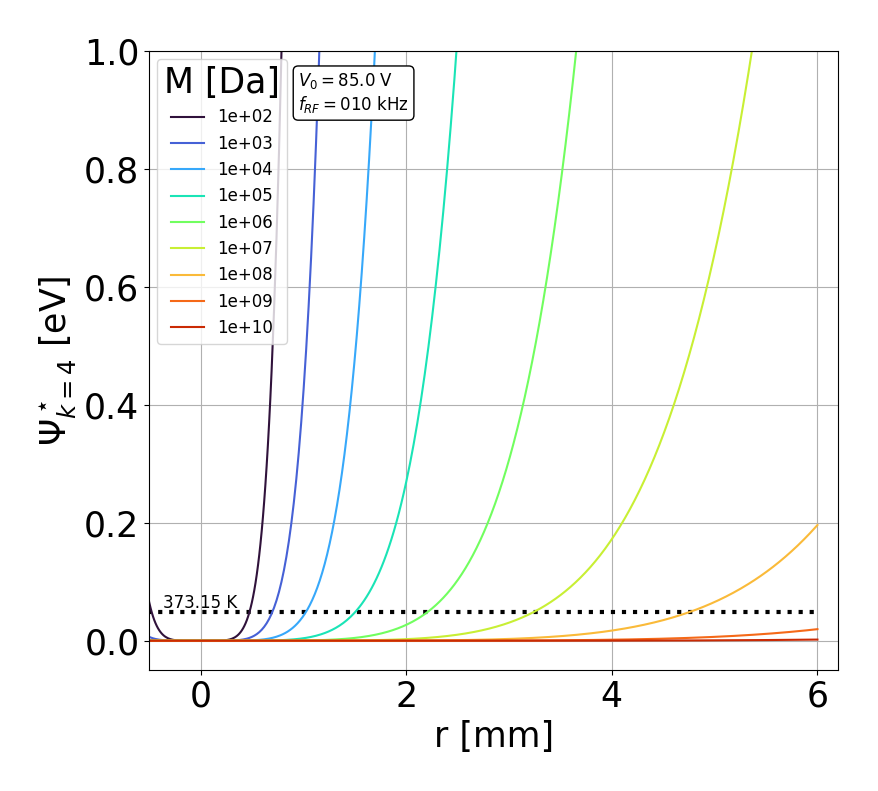 1.0
0.8
0.6
0.4
0.2
0.0
Ψ*k=4 [eV]
M [Da]
1e+02
1e+03
1e+04
1e+05
1e+06
1e+07
1e+08
1e+09
1e+10
V0 = 85.0 V
fRF = 010 kHz
373.15 K
0 2 4 6
r [mm]